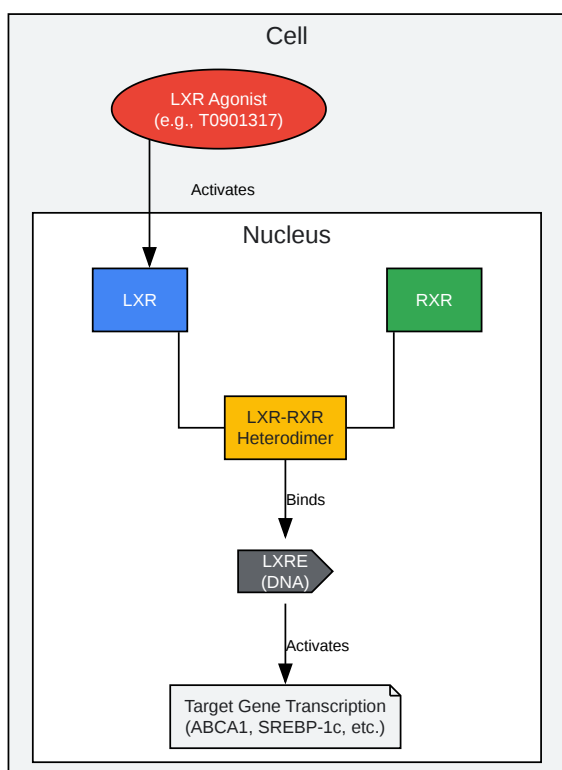 Cell
LXR Agonist
(e.g., T0901317)
Activates
Nucleus
LXR
RXR
LXR-RXR
Heterodimer
Binds
LXRE
(DNA)
Activates
Target Gene Transcription
(ABCA1, SREBP-1c, etc.)